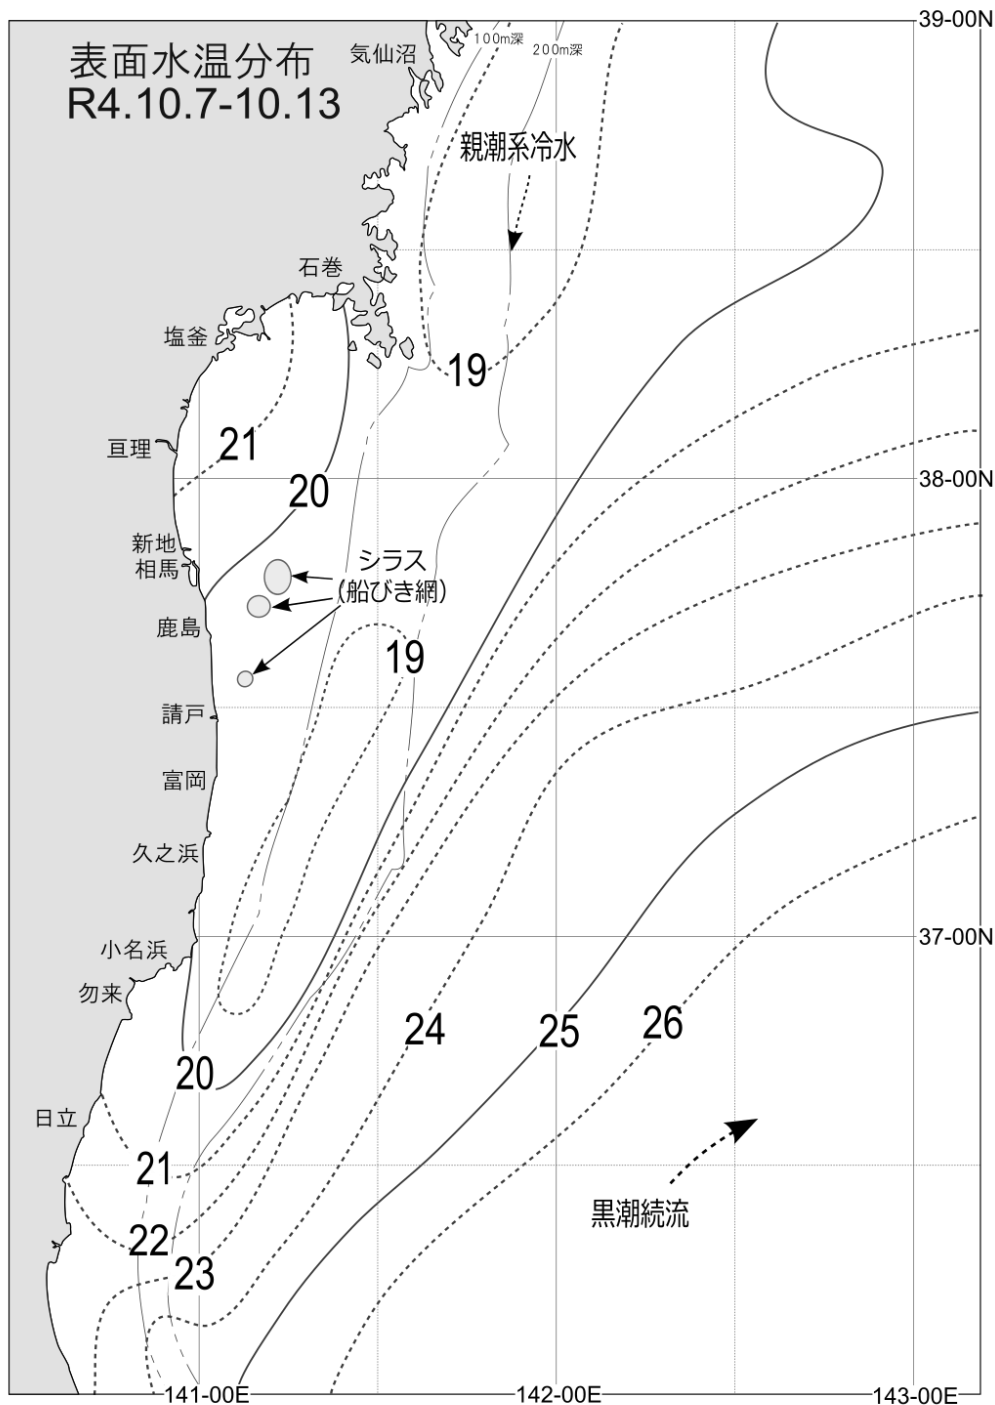 表面水温分布
R4.10.7-10.13
39-00N
気仙沼
100m深
200m深
親潮系冷水
石巻
塩釜
19
21
亘理
38-00N
20
新地
相馬
シラス
(船びき網)
鹿島
19
請戸
富岡
久之浜
37-00N
小名浜
勿来
24
25
26
20
日立
21
22
黒潮続流
23
141-00E
142-00E
143-00E